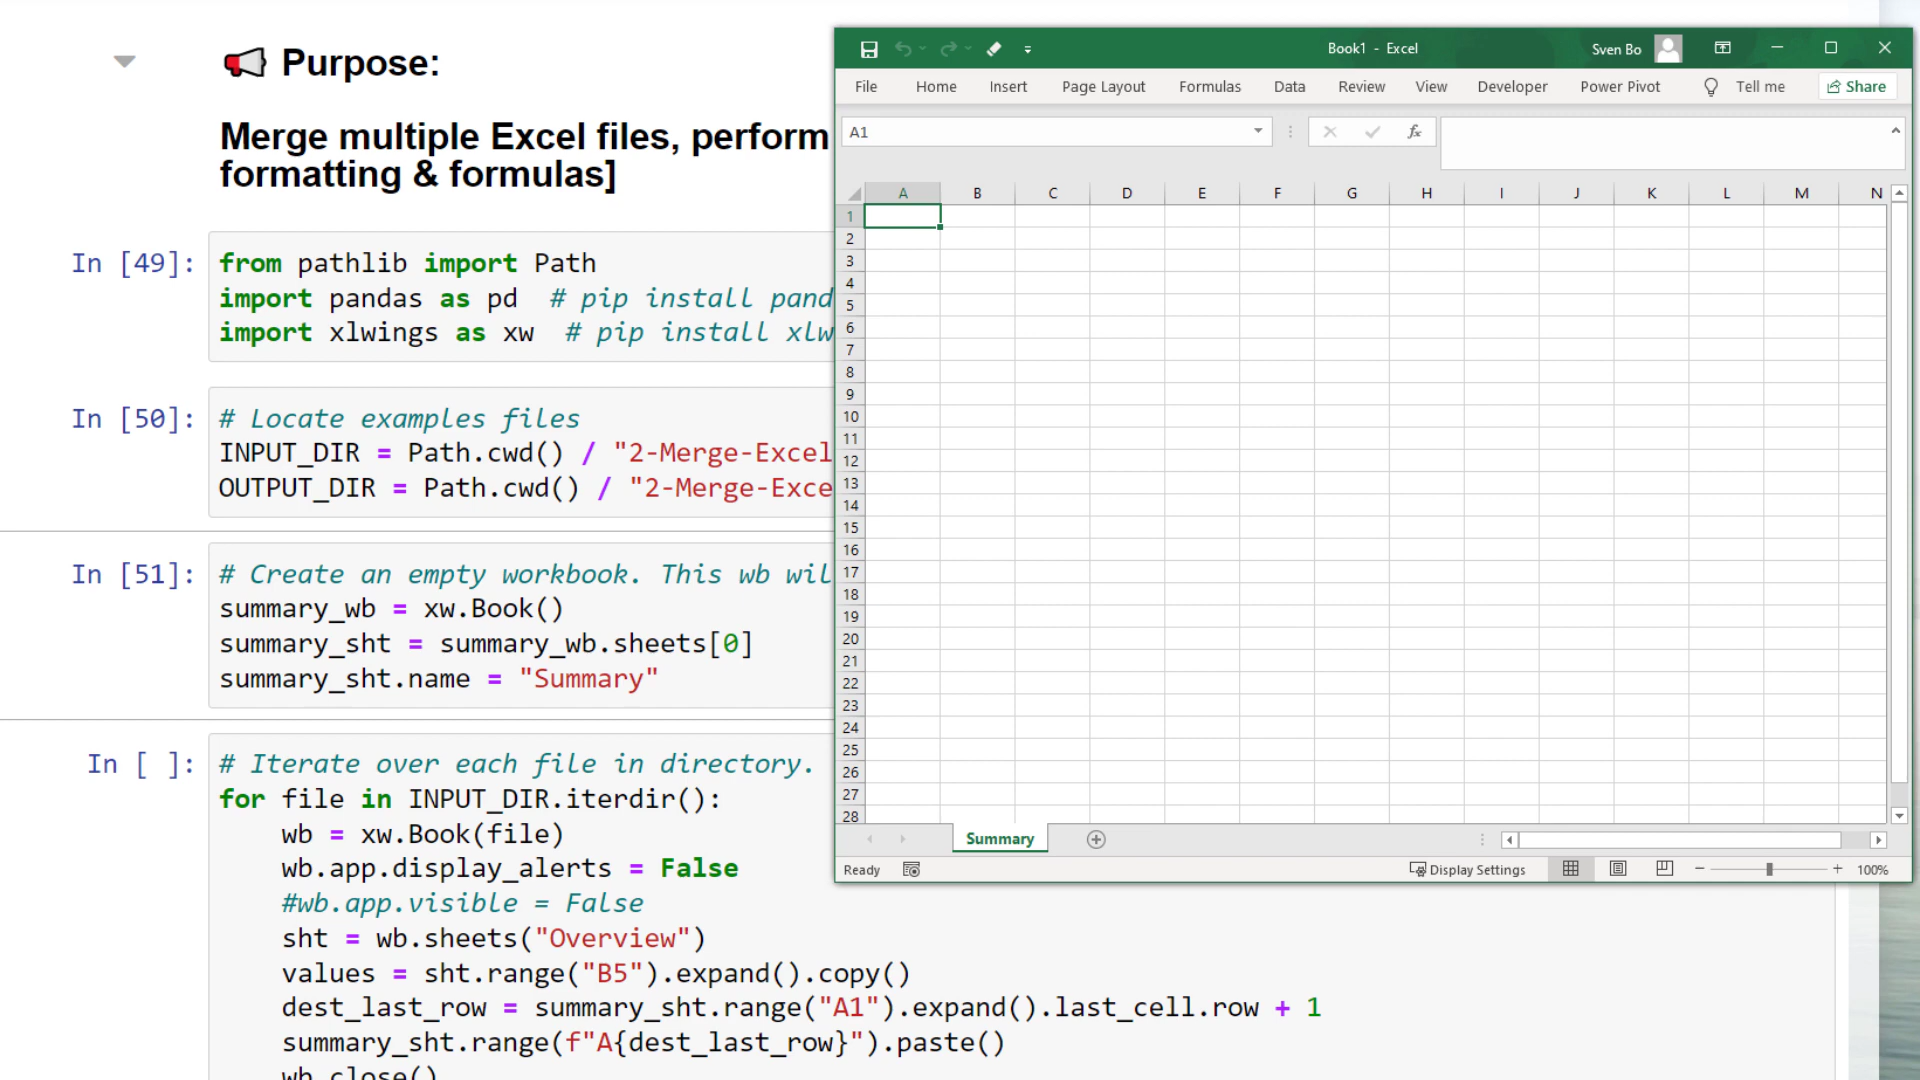 Purpose:
Merge multiple Excel files, perform
formatting & formulas]
In [49]:
from pathlib import Path
import pandas as pd  # pip install pand
import xlwings as xw  # pip install xlw
In [50]:
# Locate examples files
INPUT_DIR = Path.cwd() / "2-Merge-Excel
OUTPUT_DIR = Path.cwd() / "2-Merge-Exce
In [51]:
# Create an empty workbook. This wb wil
summary_wb = xw.Book()
summary_sht = summary_wb.sheets[0]
summary_sht.name = "Summary"
In [ ]:
# Iterate over each file in directory.
for file in INPUT_DIR.iterdir():
    wb = xw.Book(file)
    wb.app.display_alerts = False
    #wb.app.visible = False
    sht = wb.sheets("Overview")
    values = sht.range("B5").expand().copy()
    dest_last_row = summary_sht.range("A1").expand().last_cell.row + 1
    summary_sht.range(f"A{dest_last_row}").paste()
    wb.close()
Book1 - Excel
Sven Bo
File Home Insert Page Layout Formulas Data Review View Developer Power Pivot Tell me Share
A1
fx
A B C D E F G H I J K L M N
1
2
3
4
5
6
7
8
9
10
11
12
13
14
15
16
17
18
19
20
21
22
23
24
25
26
27
28
Summary
Ready Display Settings 100%